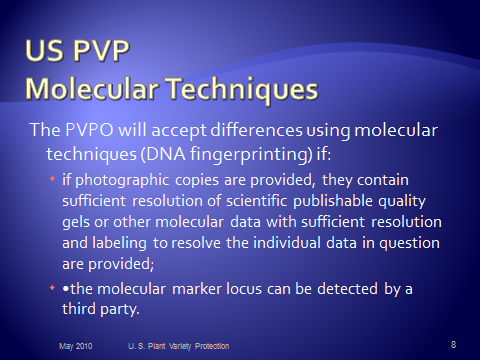 US PVP
Molecular Techniques
The PVPO will accept differences using molecular
techniques (DNA fingerprinting) if:
• if photographic copies are provided, they contain
sufficient resolution of scientific publishable quality
gels or other molecular data with sufficient resolution
and labeling to resolve the individual data in question
are provided;
• •the molecular marker locus can be detected by a
third party.
May 2010 U. S. Plant Variety Protection 8